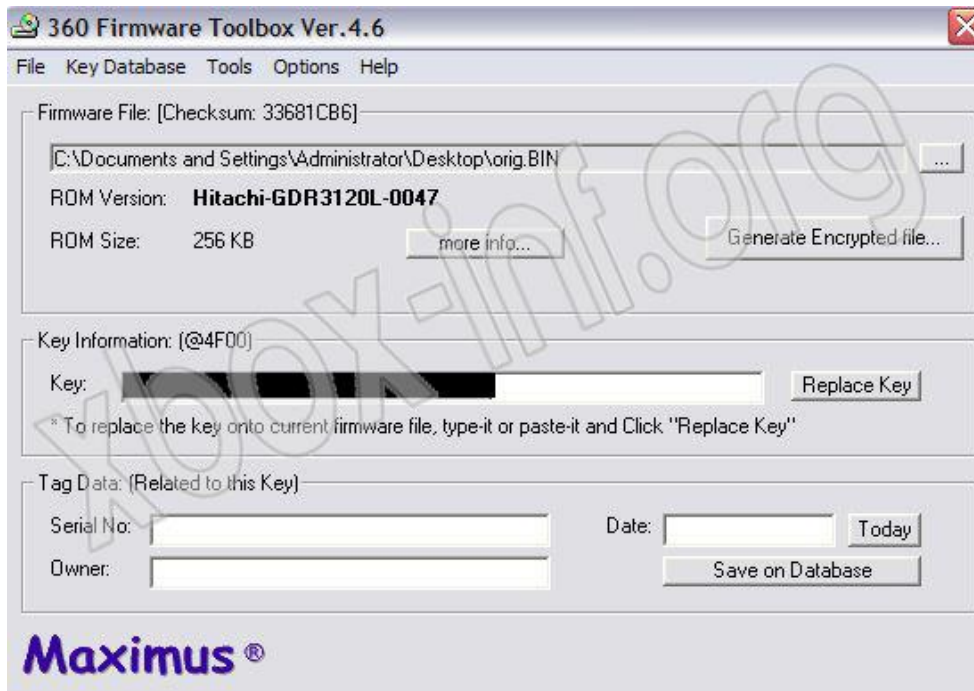 360 Firmware Toolbox Ver.4.6
File Key Database Tools Options Help
Firmware File: [Checksum: 33681CB6]
C:\Documents and Settings\Administrator\Desktop\orig.BIN ...
ROM Version: Hitachi-GDR3120L-0047
ROM Size: 256 KB more info... Generate Encrypted file...
Key Information: (@4F00)
Key: Replace Key
* To replace the key onto current firmware file, type-it or paste-it and Click "Replace Key"
Tag Data: (Related to this Key)
Serial No: Date: Today
Owner: Save on Database
Maximus ®
xbox-inf.org